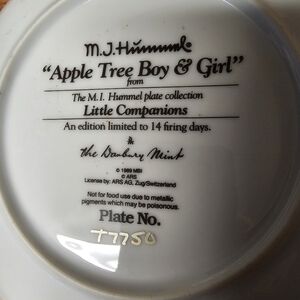 M.J. Hummel
"Apple Tree Boy & Girl"
from
The M.I. Hummel plate collection
Little Companions
An edition limited to 14 firing days.
The Danbury Mint
© 1989 MBI
© ARS
License by: ARS AG, Zug/Switzerland
Not for food use due to metallic
pigments which may be poisonous.
Plate No.
T7750